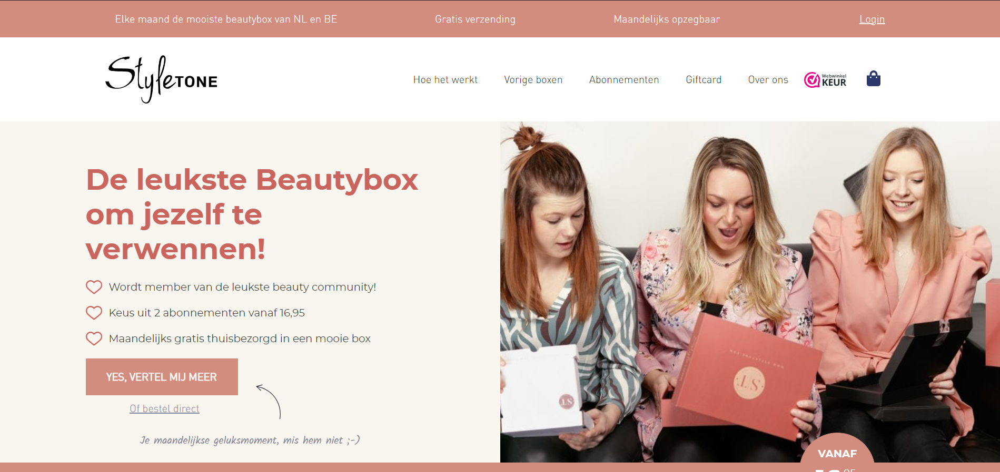 Elke maand de mooiste beautybox van NL en BE
Gratis verzending
Maandelijks opzegbaar
Login
StyleTONE
Hoe het werkt
Vorige boxen
Abonnementen
Giftcard
Over ons
Webwinkel
KEUR
De leukste Beautybox
om jezelf te
verwennen!
Wordt member van de leukste beauty community!
Keus uit 2 abonnementen vanaf 16,95
Maandelijks gratis thuisbezorgd in een mooie box
YES, VERTEL MIJ MEER
Of bestel direct
Je maandelijkse geluksmoment, mis hem niet ;-)
VANAF